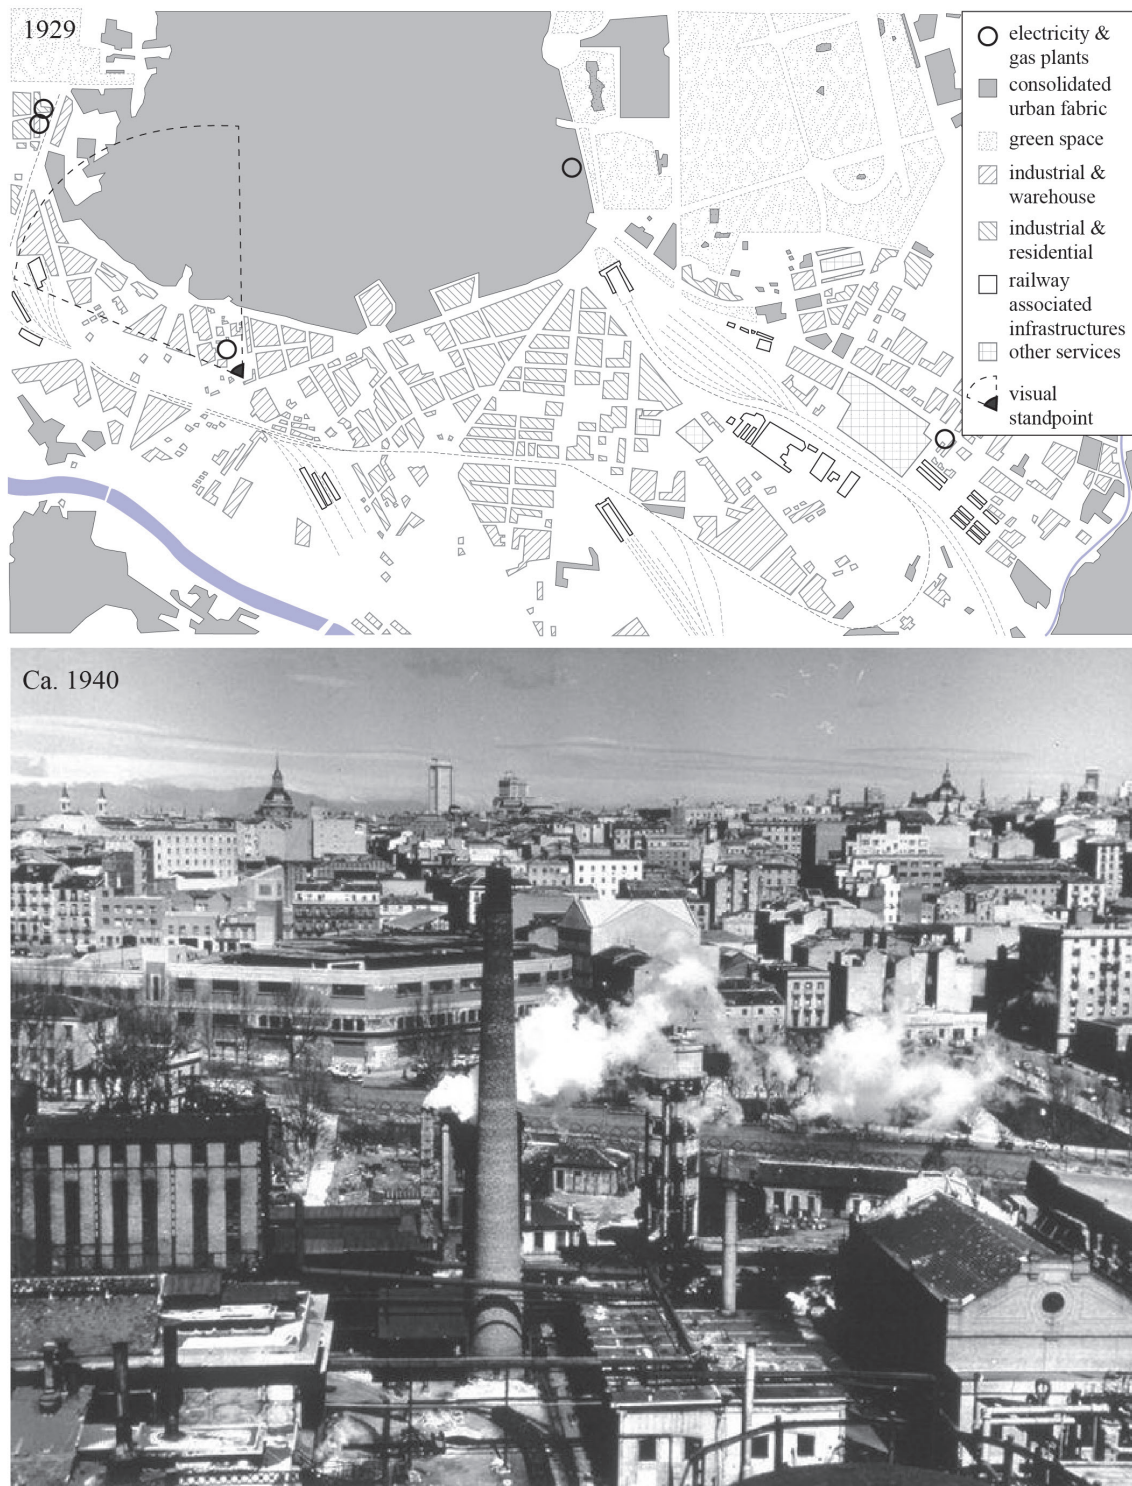 1929
electricity &
gas plants
consolidated
urban fabric
green space
industrial &
warehouse
industrial &
residential
railway
associated
infrastructures
other services
visual
standpoint
Ca. 1940